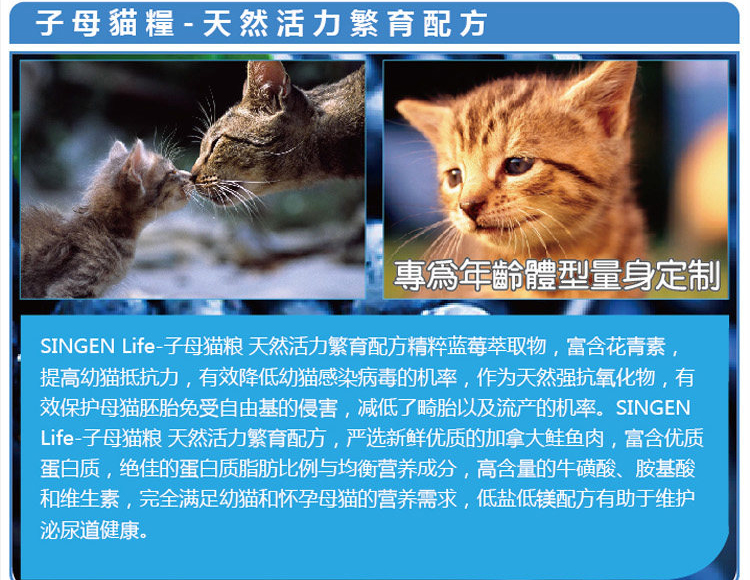 子母貓糧-天然活力繁育配方
專為年齡體型量身定制
SINGEN Life-子母猫粮 天然活力繁育配方精粹蓝莓萃取物，富含花青素，
提高幼猫抵抗力，有效降低幼猫感染病毒的机率，作为天然强抗氧化物，有
效保护母猫胚胎免受自由基的侵害，减低了畸胎以及流产的机率。SINGEN
Life-子母猫粮 天然活力繁育配方，严选新鲜优质的加拿大鲑鱼肉，富含优质
蛋白质，绝佳的蛋白质脂肪比例与均衡营养成分，高含量的牛磺酸、胺基酸
和维生素，完全满足幼猫和怀孕母猫的营养需求，低盐低镁配方有助于维护
泌尿道健康。